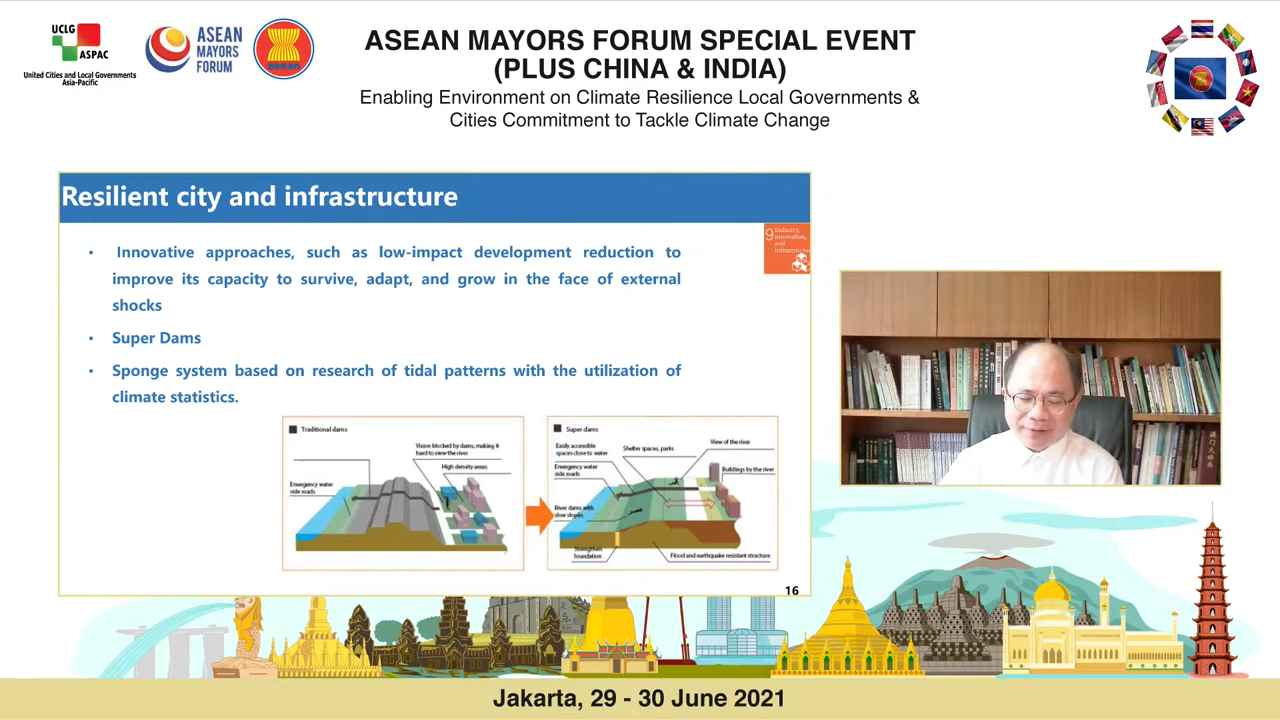 UCLG
ASPAC
United Cities and Local Governments
Asia-Pacific
ASEAN
MAYORS
FORUM
asean
ASEAN MAYORS FORUM SPECIAL EVENT
(PLUS CHINA & INDIA)
Enabling Environment on Climate Resilience Local Governments &
Cities Commitment to Tackle Climate Change
Resilient city and infrastructure
9 Industry,
innovation,
and
infrastructure
• Innovative approaches, such as low-impact development reduction to
improve its capacity to survive, adapt, and grow in the face of external
shocks
• Super Dams
• Sponge system based on research of tidal patterns with the utilization of
climate statistics.
Traditional dams
Vision blocked by dams, making it
hard to view the river
High density areas
Emergency water
side roads
Super dams
Easily accessible
spaces close to water
Shelter spaces, parks
View of the river
Emergency water
side roads
Buildings by the river
River dams with
slow slopes
Strengthen
foundation
Flood and earthquake resistant structure
16
Jakarta, 29 - 30 June 2021